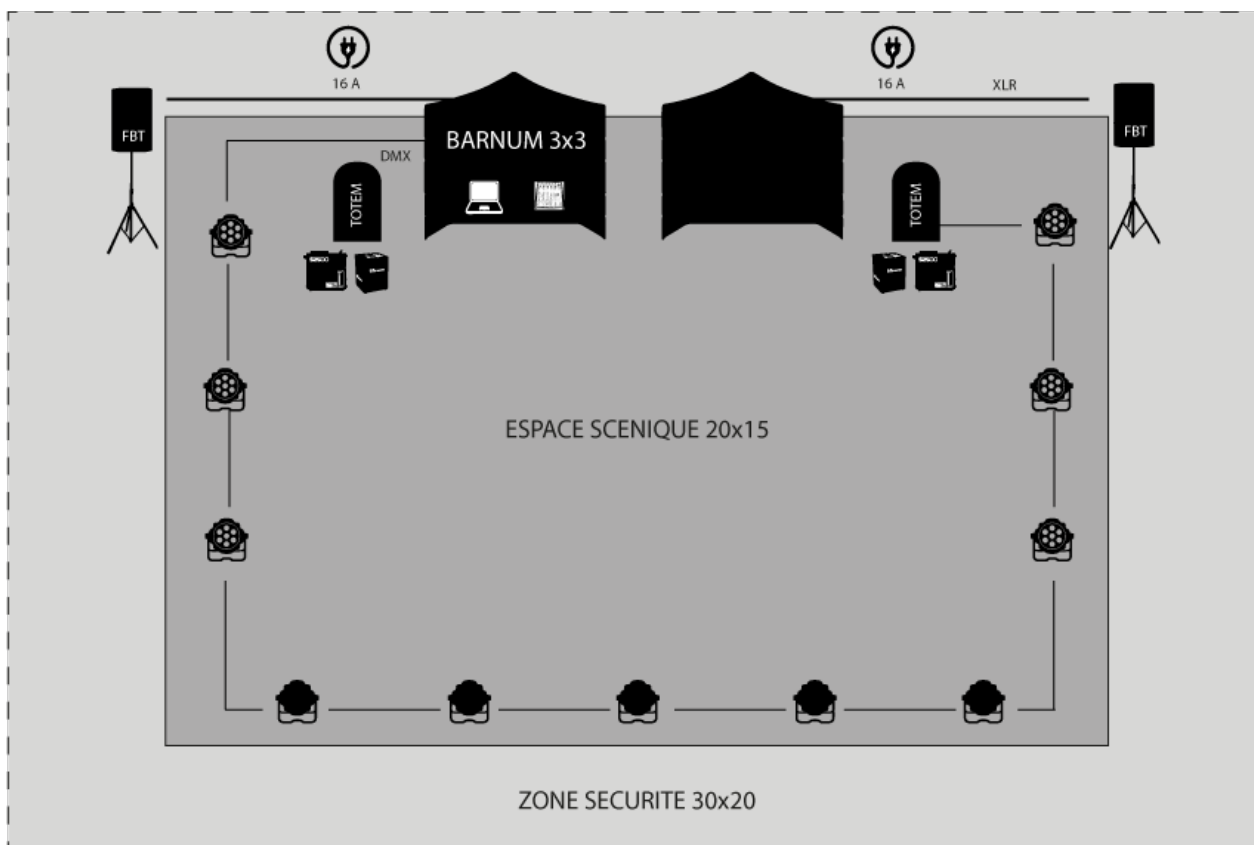 16 A
16 A
XLR
FBT
FBT
BARNUM 3x3
DMX
TOTEM
TOTEM
ESPACE SCENIQUE 20x15
ZONE SECURITE 30x20